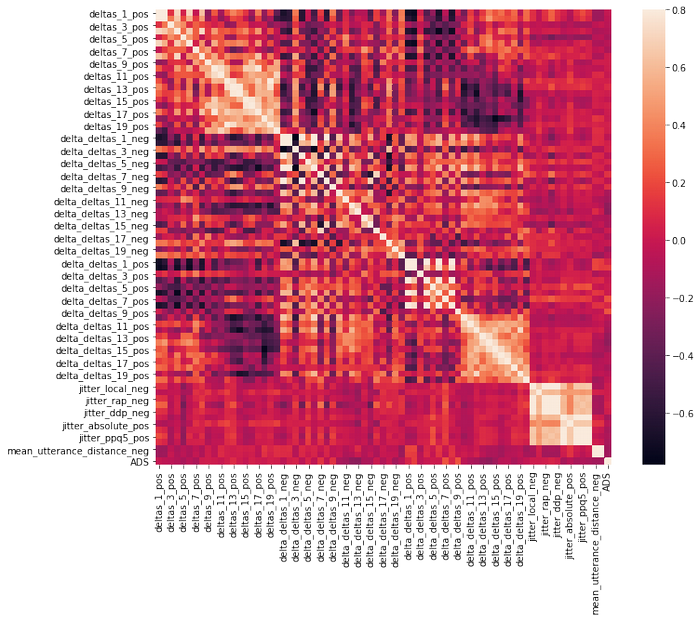 deltas_1_pos
deltas_3_pos
deltas_5_pos
deltas_7_pos
deltas_9_pos
deltas_11_pos
deltas_13_pos
deltas_15_pos
deltas_17_pos
deltas_19_pos
delta_deltas_1_neg
delta_deltas_3_neg
delta_deltas_5_neg
delta_deltas_7_neg
delta_deltas_9_neg
delta_deltas_11_neg
delta_deltas_13_neg
delta_deltas_15_neg
delta_deltas_17_neg
delta_deltas_19_neg
delta_deltas_1_pos
delta_deltas_3_pos
delta_deltas_5_pos
delta_deltas_7_pos
delta_deltas_9_pos
delta_deltas_11_pos
delta_deltas_13_pos
delta_deltas_15_pos
delta_deltas_17_pos
delta_deltas_19_pos
jitter_local_neg
jitter_rap_neg
jitter_ddp_neg
jitter_absolute_pos
jitter_ppq5_pos
mean_utterance_distance_neg
ADS
deltas_1_pos
deltas_3_pos
deltas_5_pos
deltas_7_pos
deltas_9_pos
deltas_11_pos
deltas_13_pos
deltas_15_pos
deltas_17_pos
deltas_19_pos
delta_deltas_1_neg
delta_deltas_3_neg
delta_deltas_5_neg
delta_deltas_7_neg
delta_deltas_9_neg
delta_deltas_11_neg
delta_deltas_13_neg
delta_deltas_15_neg
delta_deltas_17_neg
delta_deltas_19_neg
delta_deltas_1_pos
delta_deltas_3_pos
delta_deltas_5_pos
delta_deltas_7_pos
delta_deltas_9_pos
delta_deltas_11_pos
delta_deltas_13_pos
delta_deltas_15_pos
delta_deltas_17_pos
delta_deltas_19_pos
jitter_local_neg
jitter_rap_neg
jitter_ddp_neg
jitter_absolute_pos
jitter_ppq5_pos
mean_utterance_distance_neg
ADS
0.8
0.6
0.4
0.2
0.0
−0.2
−0.4
−0.6